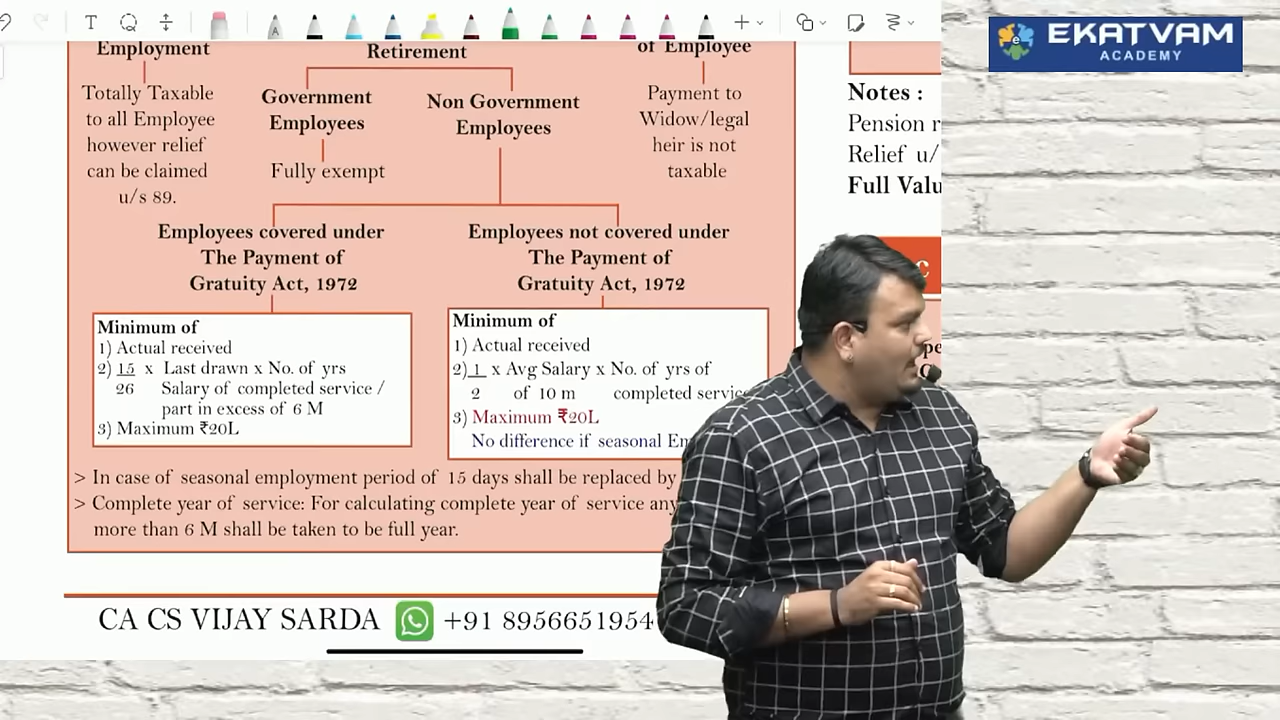 EKATVAM
ACADEMY
Employment
Totally Taxable
to all Employee
however relief
can be claimed
u/s 89.
Retirement
Government
Employees
Fully exempt
Non Government
Employees
of Employee
Payment to
Widow/legal
heir is not
taxable
Employees covered under
The Payment of
Gratuity Act, 1972
Minimum of
1) Actual received
2) 15 x Last drawn x No. of yrs
26 Salary of completed service /
part in excess of 6 M
3) Maximum ₹20L
Employees not covered under
The Payment of
Gratuity Act, 1972
Minimum of
1) Actual received
2) 1 x Avg Salary x No. of yrs of
2 of 10 m completed servic
3) Maximum ₹20L
No difference if seasonal Em
> In case of seasonal employment period of 15 days shall be replaced by
> Complete year of service: For calculating complete year of service any
more than 6 M shall be taken to be full year.
Notes :
Pension r
Relief u/
Full Valu
CA CS VIJAY SARDA +91 8956651954